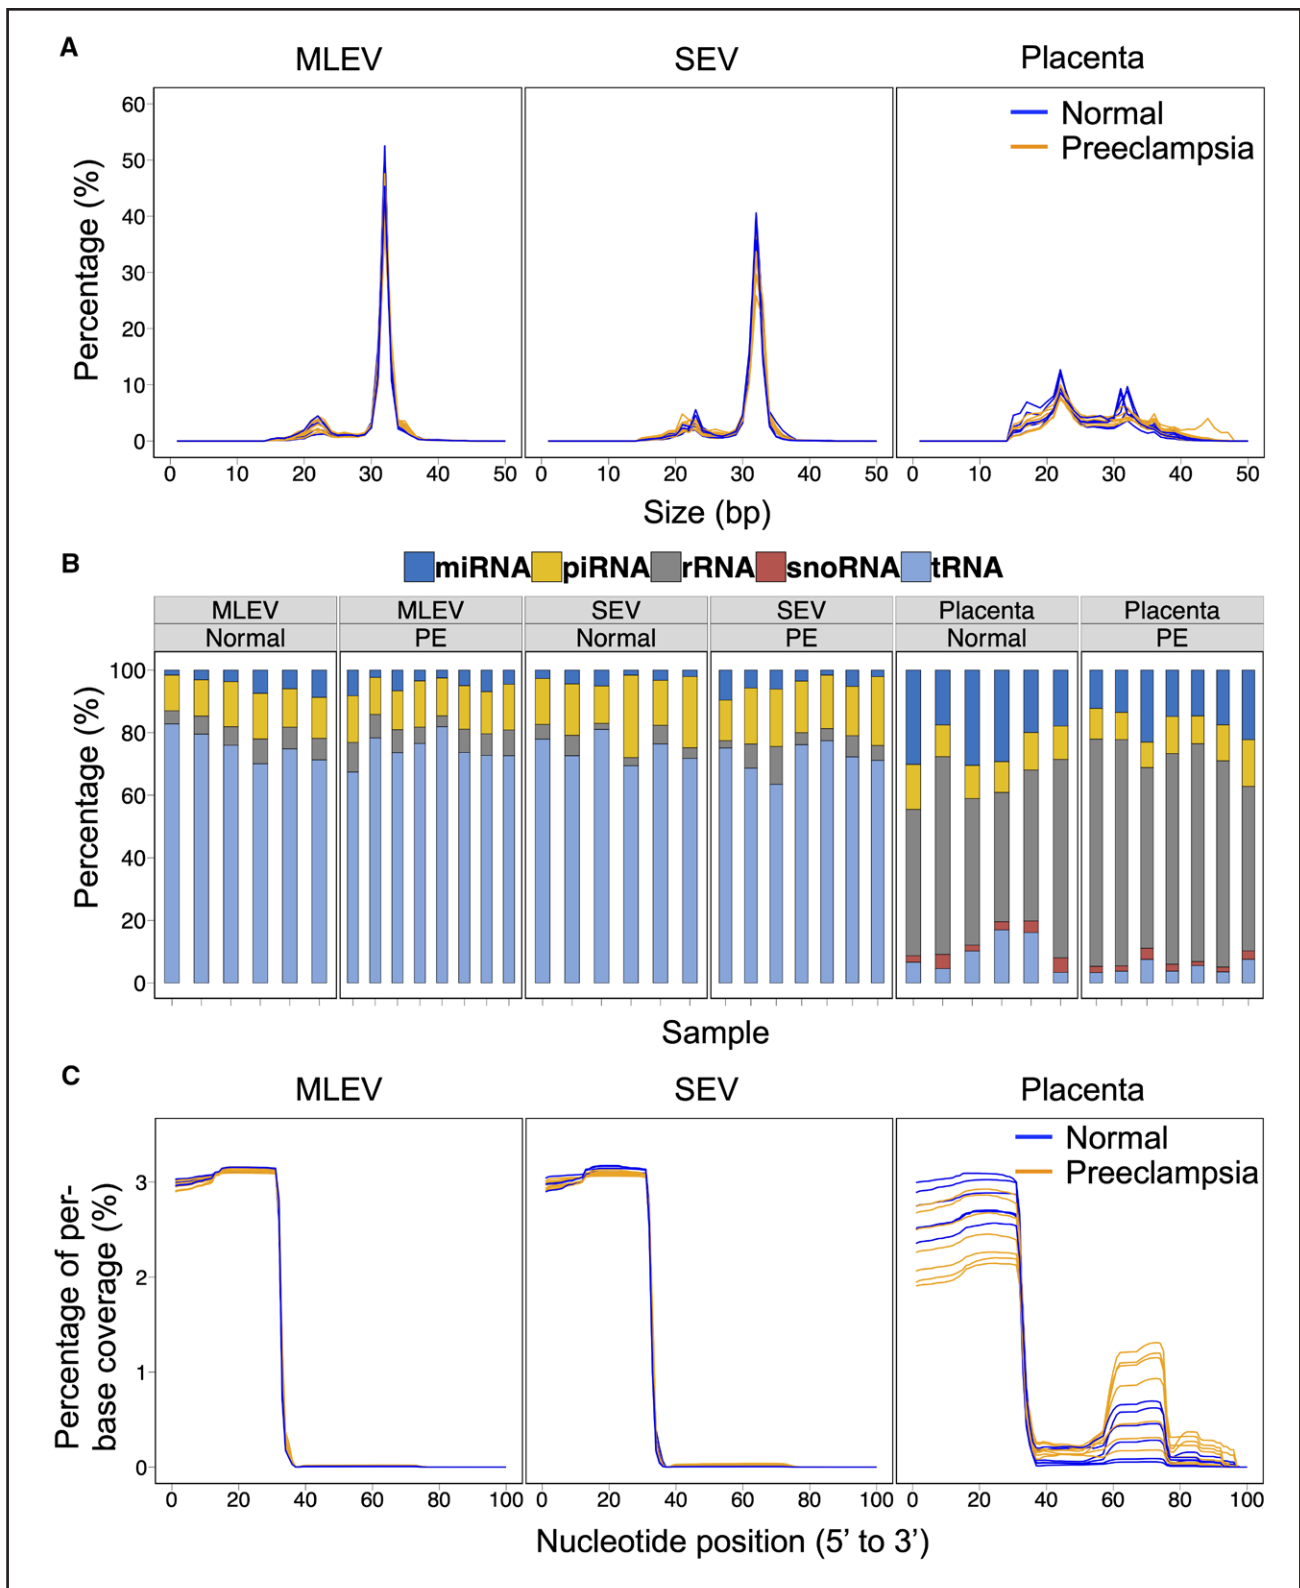 A
MLEV SEV Placenta
Normal
Preeclampsia
Percentage (%)
60
50
40
30
20
10
0
0 10 20 30 40 50 0 10 20 30 40 50 0 10 20 30 40 50
Size (bp)
B
miRNA piRNA rRNA snoRNA tRNA
MLEV MLEV SEV SEV Placenta Placenta
Normal PE Normal PE Normal PE
Percentage (%)
100
80
60
40
20
0
Sample
C
MLEV SEV Placenta
Normal
Preeclampsia
Percentage of per-
base coverage (%)
3
2
1
0
0 20 40 60 80 100 0 20 40 60 80 100 0 20 40 60 80 100
Nucleotide position (5’ to 3’)